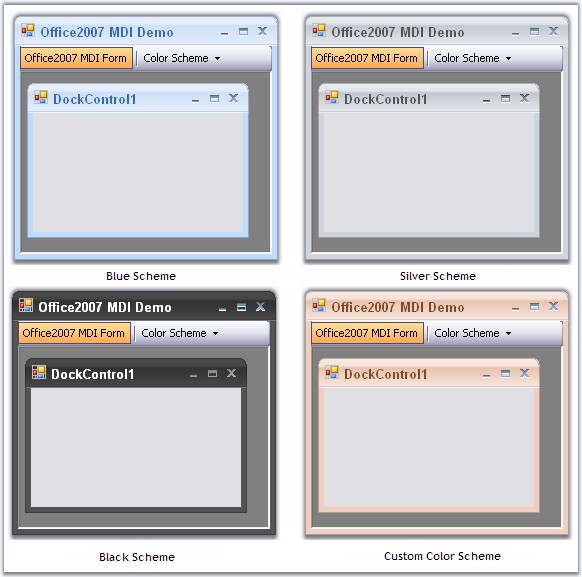 Office2007 MDI Demo
Office2007 MDI Form Color Scheme
DockControl1
Blue Scheme
Office2007 MDI Demo
Office2007 MDI Form Color Scheme
DockControl1
Silver Scheme
Office2007 MDI Demo
Office2007 MDI Form Color Scheme
DockControl1
Black Scheme
Office2007 MDI Demo
Office2007 MDI Form Color Scheme
DockControl1
Custom Color Scheme